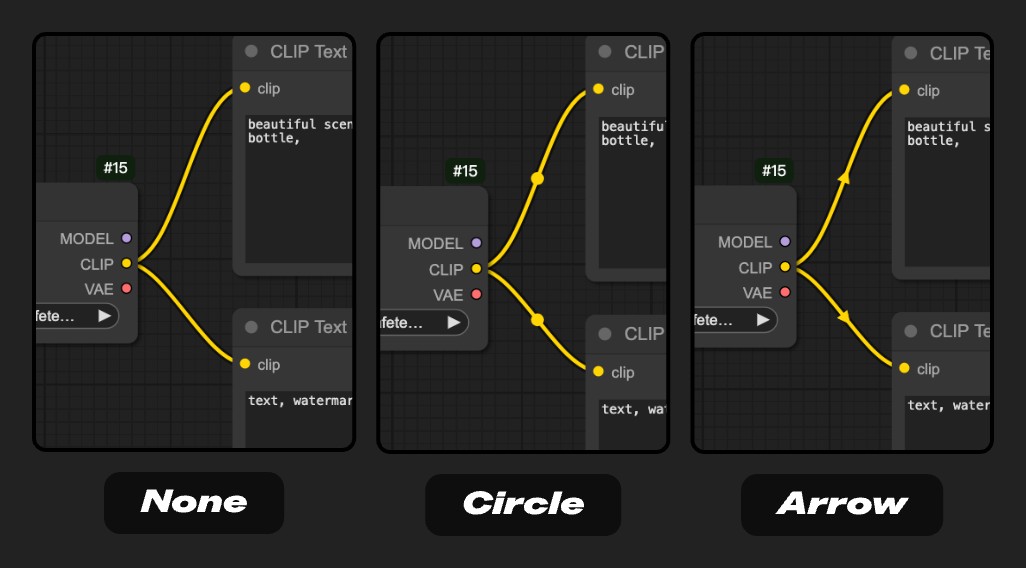 CLIP Text
clip
beautiful scen
bottle,
#15
MODEL
CLIP
VAE
fete...
CLIP Text
clip
text, watermar
None
CLIP
clip
beautiful
bottle,
#15
MODEL
CLIP
VAE
afete...
CLIP
clip
text, wat
Circle
CLIP Te
clip
beautiful s
bottle,
#15
MODEL
CLIP
VAE
fete...
CLIP Te
clip
text, water
Arrow